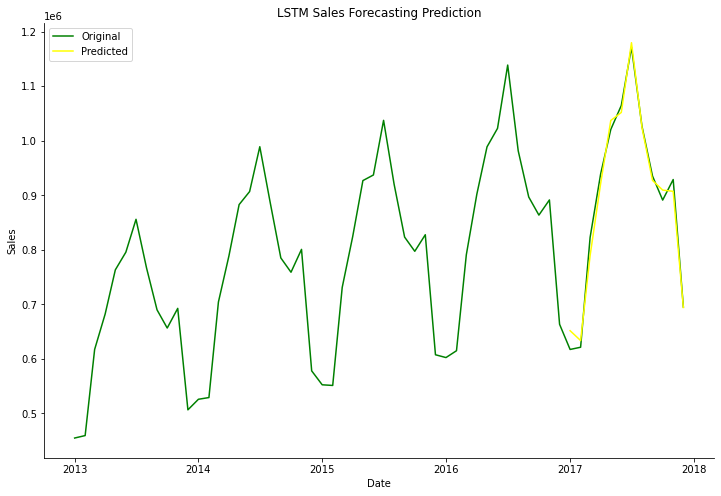 LSTM Sales Forecasting Prediction
1e6
Original
Predicted
1.2
1.1
1.0
0.9
0.8
0.7
0.6
0.5
Sales
2013 2014 2015 2016 2017 2018
Date